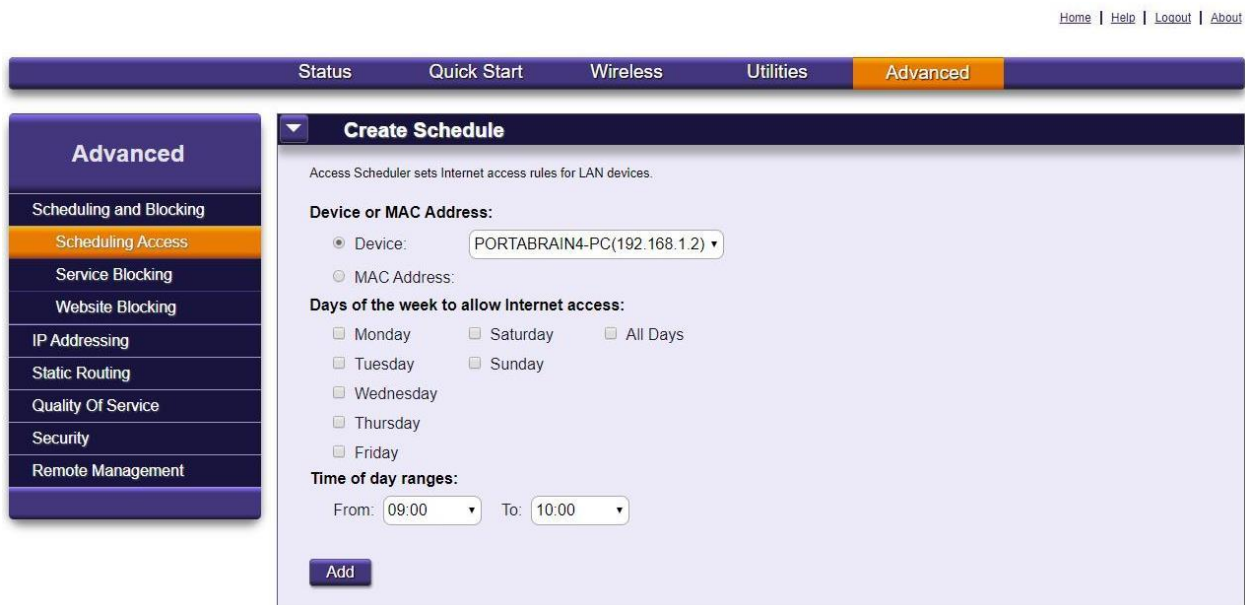 Home | Help | Logout | About
Status Quick Start Wireless Utilities Advanced
Advanced
Scheduling and Blocking
Scheduling Access
Service Blocking
Website Blocking
IP Addressing
Static Routing
Quality Of Service
Security
Remote Management
Create Schedule
Access Scheduler sets Internet access rules for LAN devices.
Device or MAC Address:
Device: PORTABRAIN4-PC(192.168.1.2)
MAC Address:
Days of the week to allow Internet access:
Monday Saturday All Days
Tuesday Sunday
Wednesday
Thursday
Friday
Time of day ranges:
From: 09:00 To: 10:00
Add